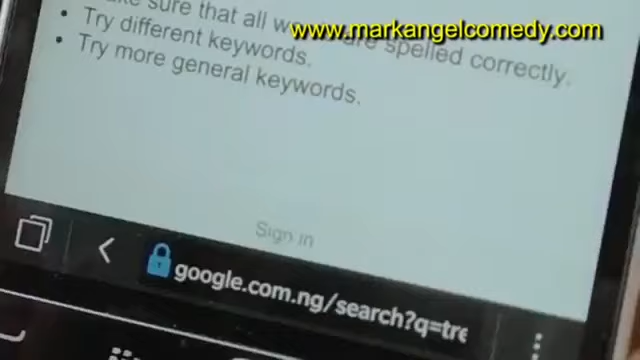 www.markangelcomedy.com
sure that all w are spelled correctly.
• Try different keywords.
• Try more general keywords.
Sign in
google.com.ng/search?q=tre